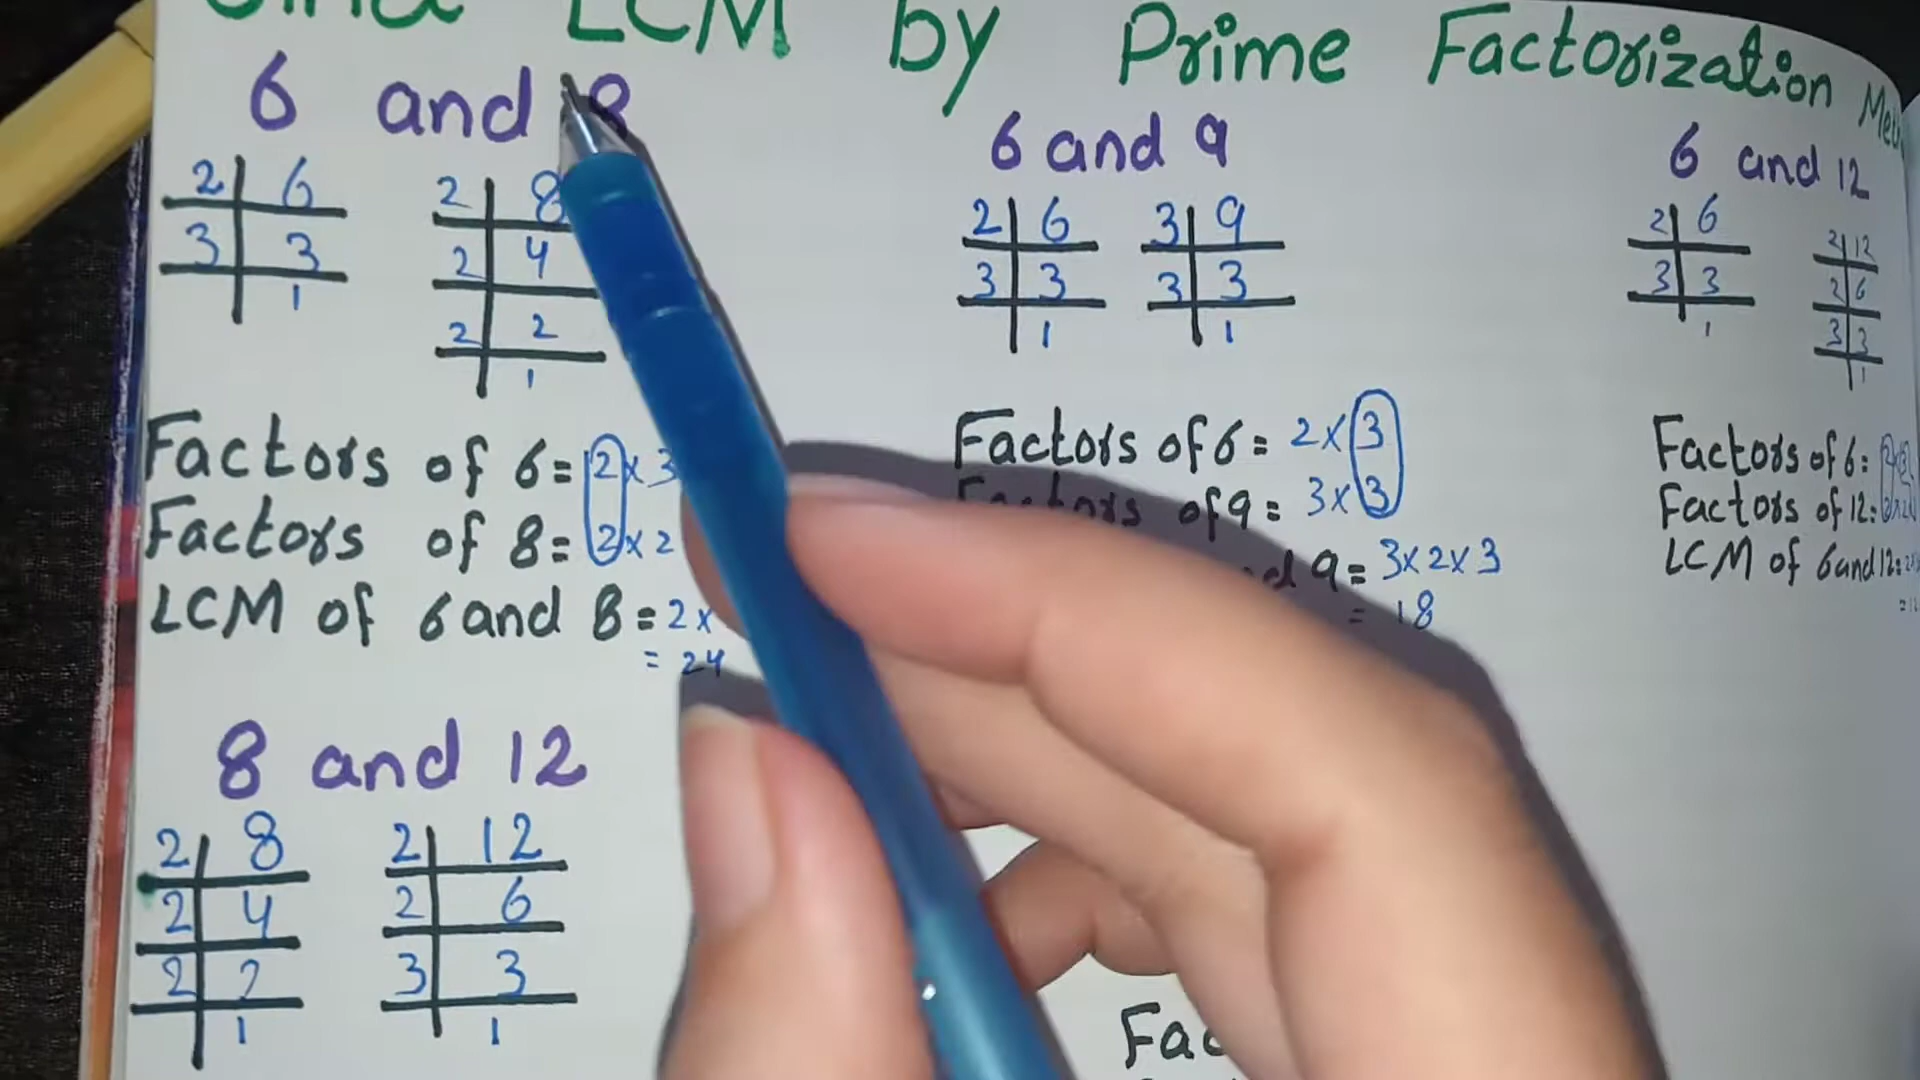 Find LCM by Prime Factorization
6 and 8
2 6
3 3
1
2 8
2 4
2 2
1
Factors of 6= 2x3
Factors of 8= 2x2
LCM of 6 and 8=2x
= 24
6 and 9
2 6
3 3
1
3 9
3 3
1
Factors of 6= 2x3
Factors of 9= 3x3
9= 3x2x3
= 18
6 and 12
2 6
3 3
1
2 12
2 6
3 3
1
Factors of 6:
Factors of 12:
LCM of 6and12:
8 and 12
2 8
2 4
2 2
1
2 12
2 6
3 3
1
Fac